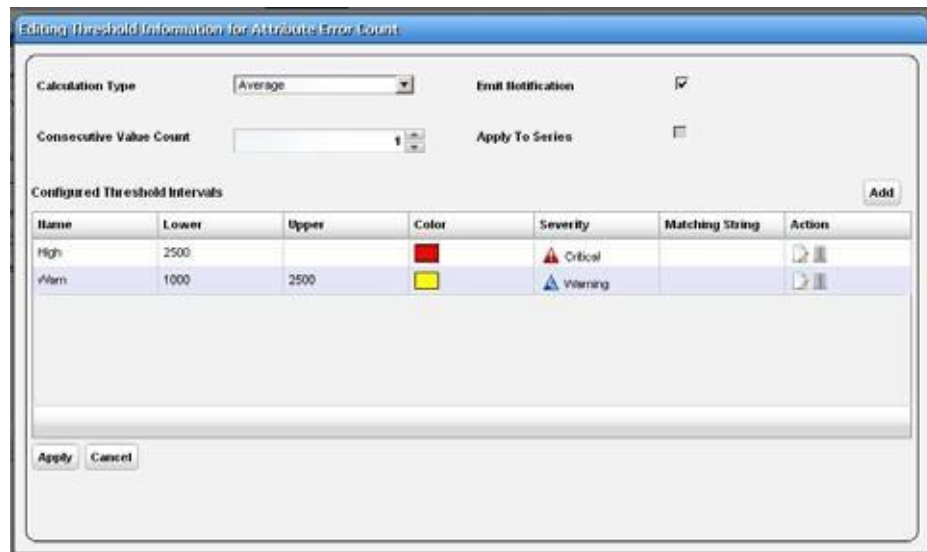 Editing Threshold Information for Attribute Error Count
Calculation Type Average Emit Notification
Consecutive Value Count 1 Apply To Series
Configured Threshold Intervals Add
Name Lower Upper Color Severity Matching String Action
High 2500 Critical
Warn 1000 2500 Warning
Apply Cancel